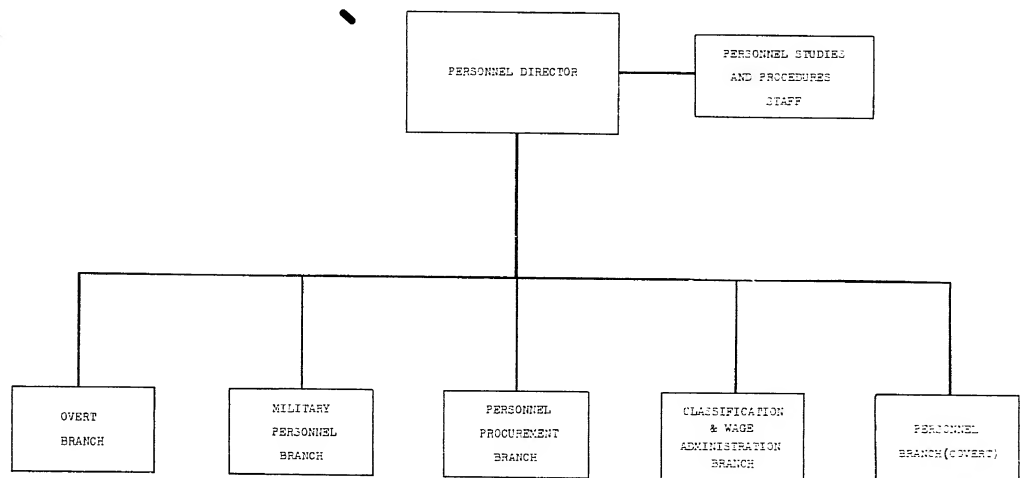 PERSONNEL DIRECTOR
PERSONNEL STUDIES
AND PROCEDURES
STAFF
OVERT
BRANCH
MILITARY
PERSONNEL
BRANCH
PERSONNEL
PROCUREMENT
BRANCH
CLASSIFICATION
& WAGE
ADMINISTRATION
BRANCH
PERSONNEL
BRANCH(COVERT)